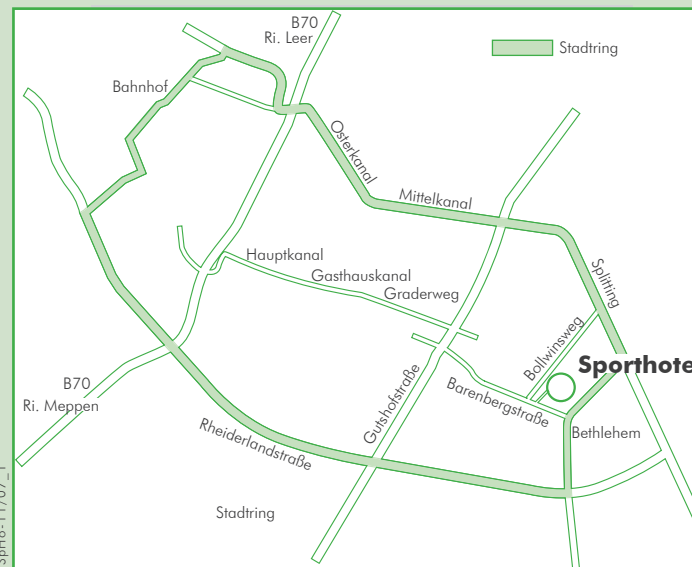 B70
Ri. Leer
Stadtring
Bahnhof
Osterkanal
Mittelkanal
Hauptkanal
Gasthauskanal
Graderweg
Splitting
Bollwinsweg
Sporthote
B70
Ri. Meppen
Gutshofstraße
Barenbergstraße
Bethlehem
Rheiderlandstraße
Stadtring